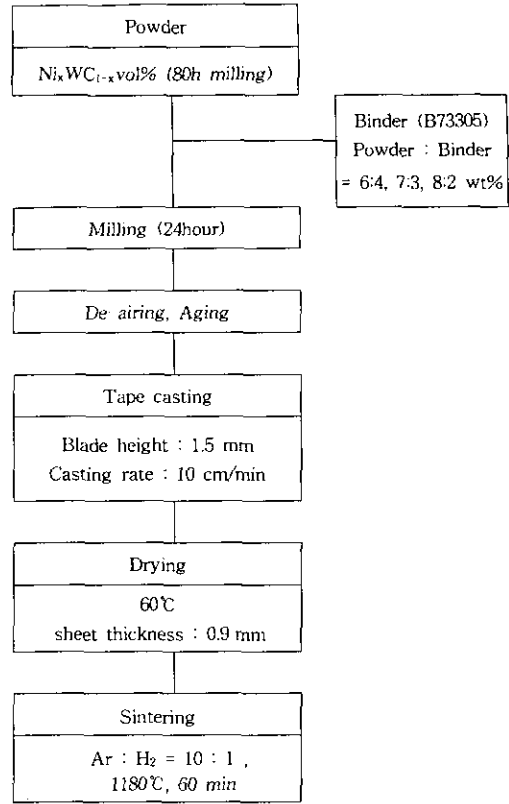 Powder
NiₓWC₁₋ₓvol% (80h milling)
Binder (B73305)
Powder : Binder
= 6:4, 7:3, 8:2 wt%
Milling (24hour)
De airing, Aging
Tape casting
Blade height : 1.5 mm
Casting rate : 10 cm/min
Drying
60℃
sheet thickness : 0.9 mm
Sintering
Ar : H₂ = 10 : 1 ,
1180℃, 60 min